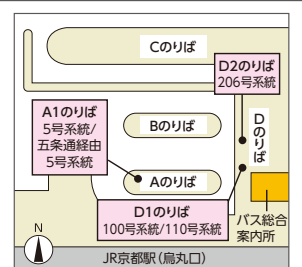 Cのりば
D2のりば
206号系統
A1のりば
5号系統/
五条通経由
5号系統
Bのりば
Dのりば
Aのりば
D1のりば
100号系統/110号系統
バス総合
案内所
N
JR京都駅(烏丸口)